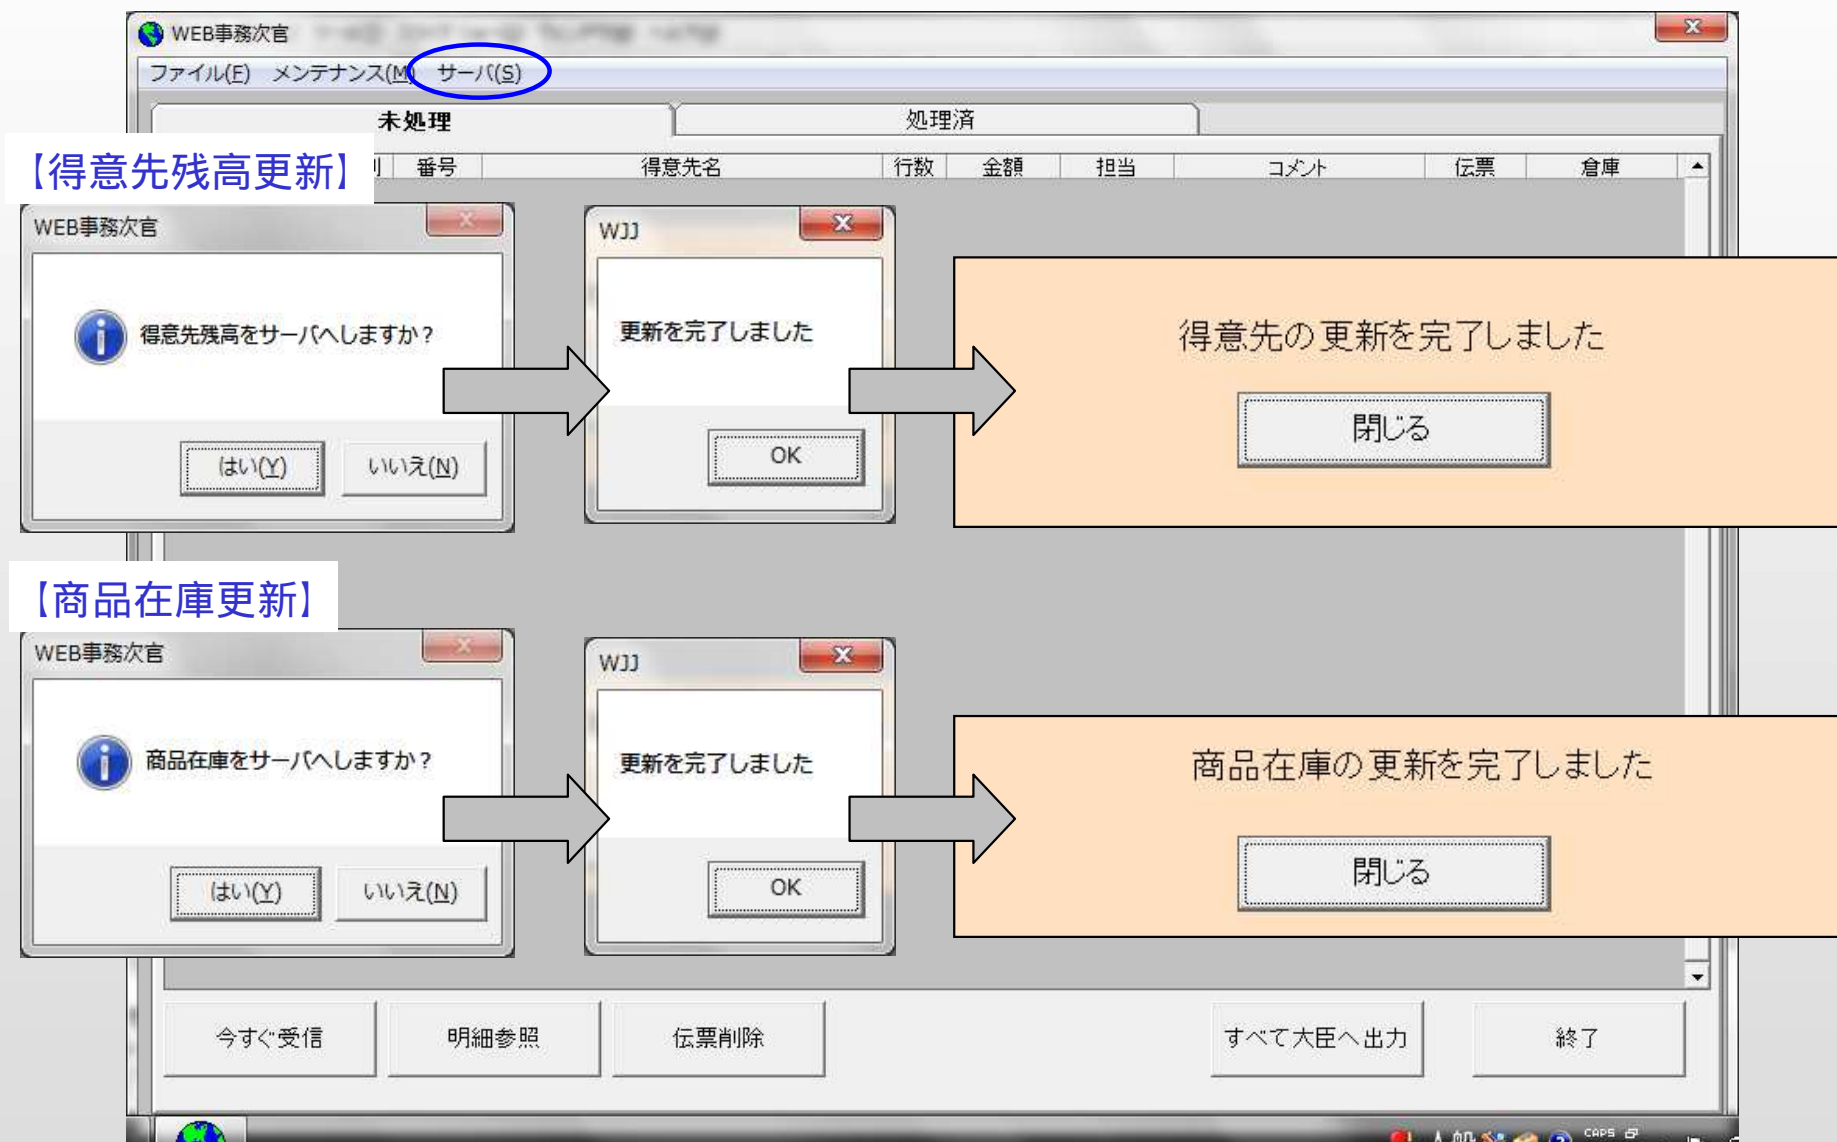 WEB事務次官
ファイル(F) メンテナンス(M) サーバ(S)
未処理 処理済
【得意先残高更新】
番号 得意先名 行数 金額 担当 コメント 伝票 倉庫
WEB事務次官
得意先残高をサーバへしますか？
はい(Y) いいえ(N)
WJJ
更新を完了しました
OK
得意先の更新を完了しました
閉じる
【商品在庫更新】
WEB事務次官
商品在庫をサーバへしますか？
はい(Y) いいえ(N)
WJJ
更新を完了しました
OK
商品在庫の更新を完了しました
閉じる
今すぐ受信 明細参照 伝票削除 すべて大臣へ出力 終了
CAPS